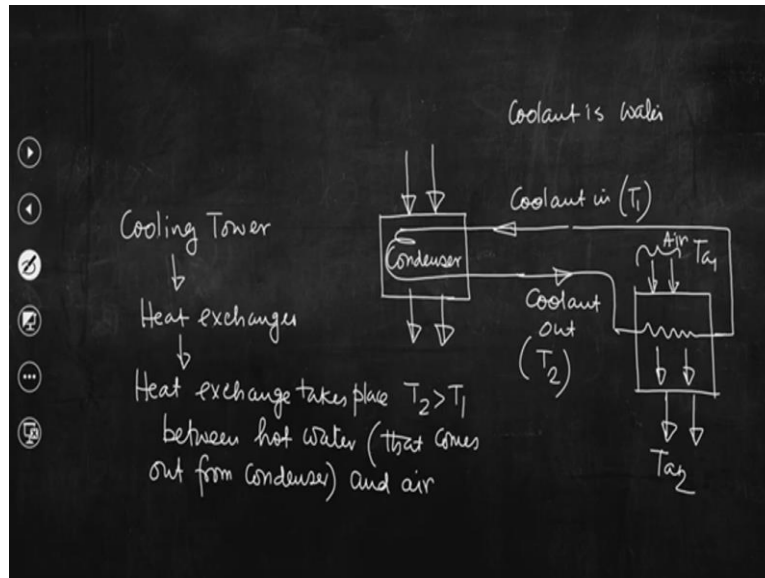 Coolant is water
Coolant in (T1)
Cooling Tower
Air Ta1
Condenser
Heat exchanger
Coolant
out
(T2)
Heat exchange takes place T2>T1
between hot water (that comes
out from condenser) and air
Ta2